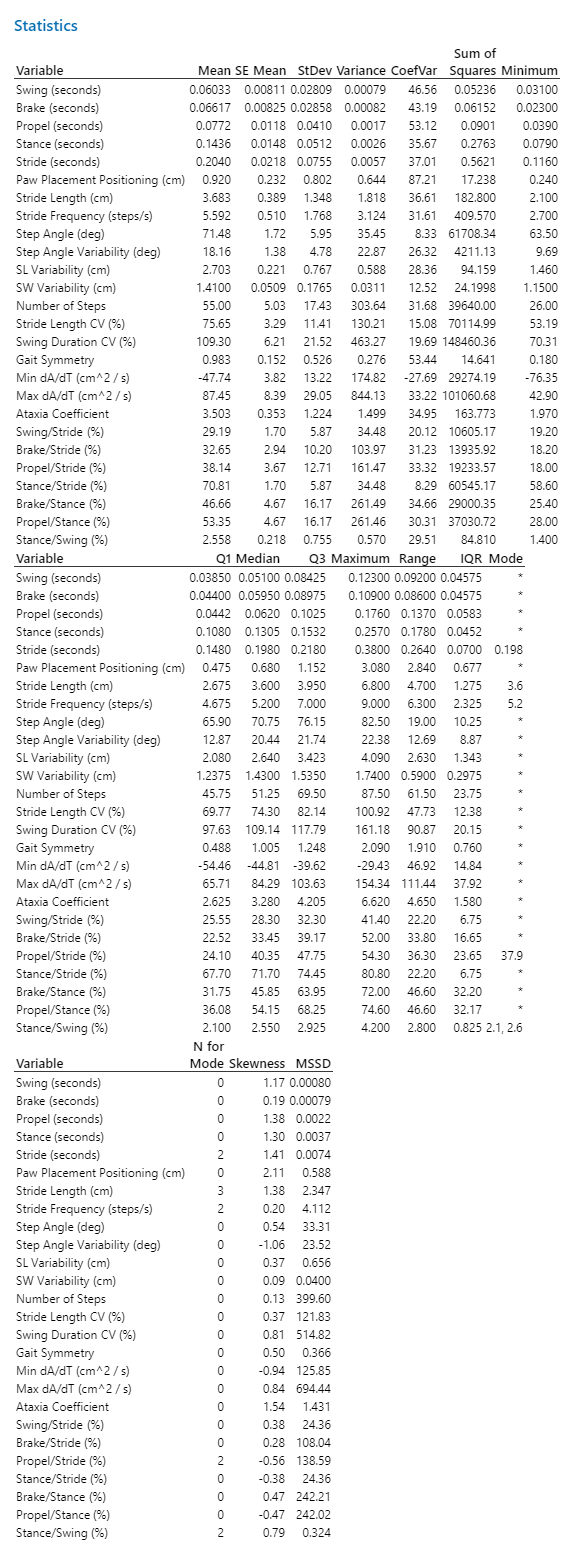 Statistics
Sum of
Variable Mean SE Mean StDev Variance CoefVar Squares Minimum
Swing (seconds) 0.06033 0.00811 0.02809 0.00079 46.56 0.05236 0.03100
Brake (seconds) 0.06617 0.00825 0.02858 0.00082 43.19 0.06152 0.02300
Propel (seconds) 0.0772 0.0118 0.0410 0.0017 53.12 0.0901 0.0390
Stance (seconds) 0.1436 0.0148 0.0512 0.0026 35.67 0.2763 0.0790
Stride (seconds) 0.2040 0.0218 0.0755 0.0057 37.01 0.5621 0.1160
Paw Placement Positioning (cm) 0.920 0.232 0.802 0.644 87.21 17.238 0.240
Stride Length (cm) 3.683 0.389 1.348 1.818 36.61 182.800 2.100
Stride Frequency (steps/s) 5.592 0.510 1.768 3.124 31.61 409.570 2.700
Step Angle (deg) 71.48 1.72 5.95 35.45 8.33 61708.34 63.50
Step Angle Variability (deg) 18.16 1.38 4.78 22.87 26.32 4211.13 9.69
SL Variability (cm) 2.703 0.221 0.767 0.588 28.36 94.159 1.460
SW Variability (cm) 1.4100 0.0509 0.1765 0.0311 12.52 24.1998 1.1500
Number of Steps 55.00 5.03 17.43 303.64 31.68 39640.00 26.00
Stride Length CV (%) 75.65 3.29 11.41 130.21 15.08 70114.99 53.19
Swing Duration CV (%) 109.30 6.21 21.52 463.27 19.69 148460.36 70.31
Gait Symmetry 0.983 0.152 0.526 0.276 53.44 14.641 0.180
Min dA/dT (cm^2 / s) -47.74 3.82 13.22 174.82 -27.69 29274.19 -76.35
Max dA/dT (cm^2 / s) 87.45 8.39 29.05 844.13 33.22 101060.68 42.90
Ataxia Coefficient 3.503 0.353 1.224 1.499 34.95 163.773 1.970
Swing/Stride (%) 29.19 1.70 5.87 34.48 20.12 10605.17 19.20
Brake/Stride (%) 32.65 2.94 10.20 103.97 31.23 13935.92 18.20
Propel/Stride (%) 38.14 3.67 12.71 161.47 33.32 19233.57 18.00
Stance/Stride (%) 70.81 1.70 5.87 34.48 8.29 60545.17 58.60
Brake/Stance (%) 46.66 4.67 16.17 261.49 34.66 29000.35 25.40
Propel/Stance (%) 53.35 4.67 16.17 261.46 30.31 37030.72 28.00
Stance/Swing (%) 2.558 0.218 0.755 0.570 29.51 84.810 1.400
Variable Q1 Median Q3 Maximum Range IQR Mode
Swing (seconds) 0.03850 0.05100 0.08425 0.12300 0.09200 0.04575 *
Brake (seconds) 0.04400 0.05950 0.08975 0.10900 0.08600 0.04575 *
Propel (seconds) 0.0442 0.0620 0.1025 0.1760 0.1370 0.0583 *
Stance (seconds) 0.1080 0.1305 0.1532 0.2570 0.1780 0.0452 *
Stride (seconds) 0.1480 0.1980 0.2180 0.3800 0.2640 0.0700 0.198
Paw Placement Positioning (cm) 0.475 0.680 1.152 3.080 2.840 0.677 *
Stride Length (cm) 2.675 3.600 3.950 6.800 4.700 1.275 3.6
Stride Frequency (steps/s) 4.675 5.200 7.000 9.000 6.300 2.325 5.2
Step Angle (deg) 65.90 70.75 76.15 82.50 19.00 10.25 *
Step Angle Variability (deg) 12.87 20.44 21.74 22.38 12.69 8.87 *
SL Variability (cm) 2.080 2.640 3.423 4.090 2.630 1.343 *
SW Variability (cm) 1.2375 1.4300 1.5350 1.7400 0.5900 0.2975 *
Number of Steps 45.75 51.25 69.50 87.50 61.50 23.75 *
Stride Length CV (%) 69.77 74.30 82.14 100.92 47.73 12.38 *
Swing Duration CV (%) 97.63 109.14 117.79 161.18 90.87 20.15 *
Gait Symmetry 0.488 1.005 1.248 2.090 1.910 0.760 *
Min dA/dT (cm^2 / s) -54.46 -44.81 -39.62 -29.43 46.92 14.84 *
Max dA/dT (cm^2 / s) 65.71 84.29 103.63 154.34 111.44 37.92 *
Ataxia Coefficient 2.625 3.280 4.205 6.620 4.650 1.580 *
Swing/Stride (%) 25.55 28.30 32.30 41.40 22.20 6.75 *
Brake/Stride (%) 22.52 33.45 39.17 52.00 33.80 16.65 *
Propel/Stride (%) 24.10 40.35 47.75 54.30 36.30 23.65 37.9
Stance/Stride (%) 67.70 71.70 74.45 80.80 22.20 6.75 *
Brake/Stance (%) 31.75 45.85 63.95 72.00 46.60 32.20 *
Propel/Stance (%) 36.08 54.15 68.25 74.60 46.60 32.17 *
Stance/Swing (%) 2.100 2.550 2.925 4.200 2.800 0.825 2.1, 2.6
N for
Variable Mode Skewness MSSD
Swing (seconds) 0 1.17 0.00080
Brake (seconds) 0 0.19 0.00079
Propel (seconds) 0 1.38 0.0022
Stance (seconds) 0 1.30 0.0037
Stride (seconds) 2 1.41 0.0074
Paw Placement Positioning (cm) 0 2.11 0.588
Stride Length (cm) 3 1.38 2.347
Stride Frequency (steps/s) 2 0.20 4.112
Step Angle (deg) 0 0.54 33.31
Step Angle Variability (deg) 0 -1.06 23.52
SL Variability (cm) 0 0.37 0.656
SW Variability (cm) 0 0.09 0.0400
Number of Steps 0 0.13 399.60
Stride Length CV (%) 0 0.37 121.83
Swing Duration CV (%) 0 0.81 514.82
Gait Symmetry 0 0.50 0.366
Min dA/dT (cm^2 / s) 0 -0.94 125.85
Max dA/dT (cm^2 / s) 0 0.84 694.44
Ataxia Coefficient 0 1.54 1.431
Swing/Stride (%) 0 0.38 24.36
Brake/Stride (%) 0 0.28 108.04
Propel/Stride (%) 2 -0.56 138.59
Stance/Stride (%) 0 -0.38 24.36
Brake/Stance (%) 0 0.47 242.21
Propel/Stance (%) 0 -0.47 242.02
Stance/Swing (%) 2 0.79 0.324